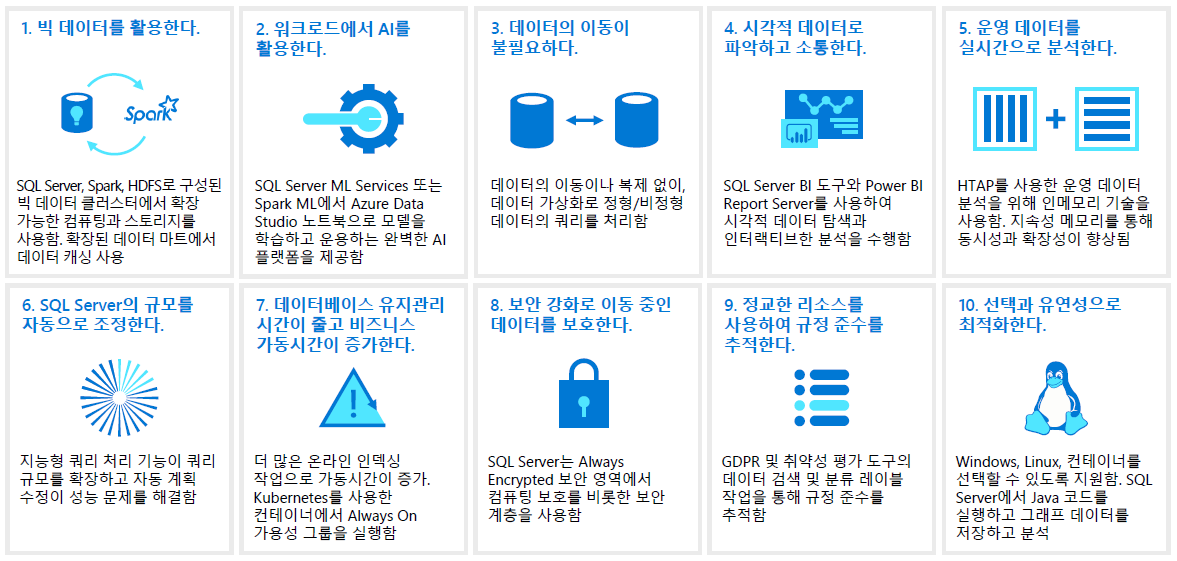 1. 빅 데이터를 활용한다.
Spark
SQL Server, Spark, HDFS로 구성된
빅 데이터 클러스터에서 확장
가능한 컴퓨팅과 스토리지를
사용함. 확장된 데이터 마트에서
데이터 캐싱 사용
2. 워크로드에서 AI를
활용한다.
SQL Server ML Services 또는
Spark ML에서 Azure Data
Studio 노트북으로 모델을
학습하고 운용하는 완벽한 AI
플랫폼을 제공함
3. 데이터의 이동이
불필요하다.
데이터의 이동이나 복제 없이,
데이터 가상화로 정형/비정형
데이터의 쿼리를 처리함
4. 시각적 데이터로
파악하고 소통한다.
SQL Server BI 도구와 Power BI
Report Server를 사용하여
시각적 데이터 탐색과
인터랙티브한 분석을 수행함
5. 운영 데이터를
실시간으로 분석한다.
HTAP를 사용한 운영 데이터
분석을 위해 인메모리 기술을
사용함. 지속성 메모리를 통해
동시성과 확장성이 향상됨
6. SQL Server의 규모를
자동으로 조정한다.
지능형 쿼리 처리 기능이 쿼리
규모를 확장하고 자동 계획
수정이 성능 문제를 해결함
7. 데이터베이스 유지관리
시간이 줄고 비즈니스
가동시간이 증가한다.
더 많은 온라인 인덱싱
작업으로 가동시간이 증가.
Kubernetes를 사용한
컨테이너에서 Always On
가용성 그룹을 실행함
8. 보안 강화로 이동 중인
데이터를 보호한다.
SQL Server는 Always
Encrypted 보안 영역에서
컴퓨팅 보호를 비롯한 보안
계층을 사용함
9. 정교한 리소스를
사용하여 규정 준수를
추적한다.
GDPR 및 취약성 평가 도구의
데이터 검색 및 분류 레이블
작업을 통해 규정 준수를
추적함
10. 선택과 유연성으로
최적화한다.
Windows, Linux, 컨테이너를
선택할 수 있도록 지원함. SQL
Server에서 Java 코드를
실행하고 그래프 데이터를
저장하고 분석